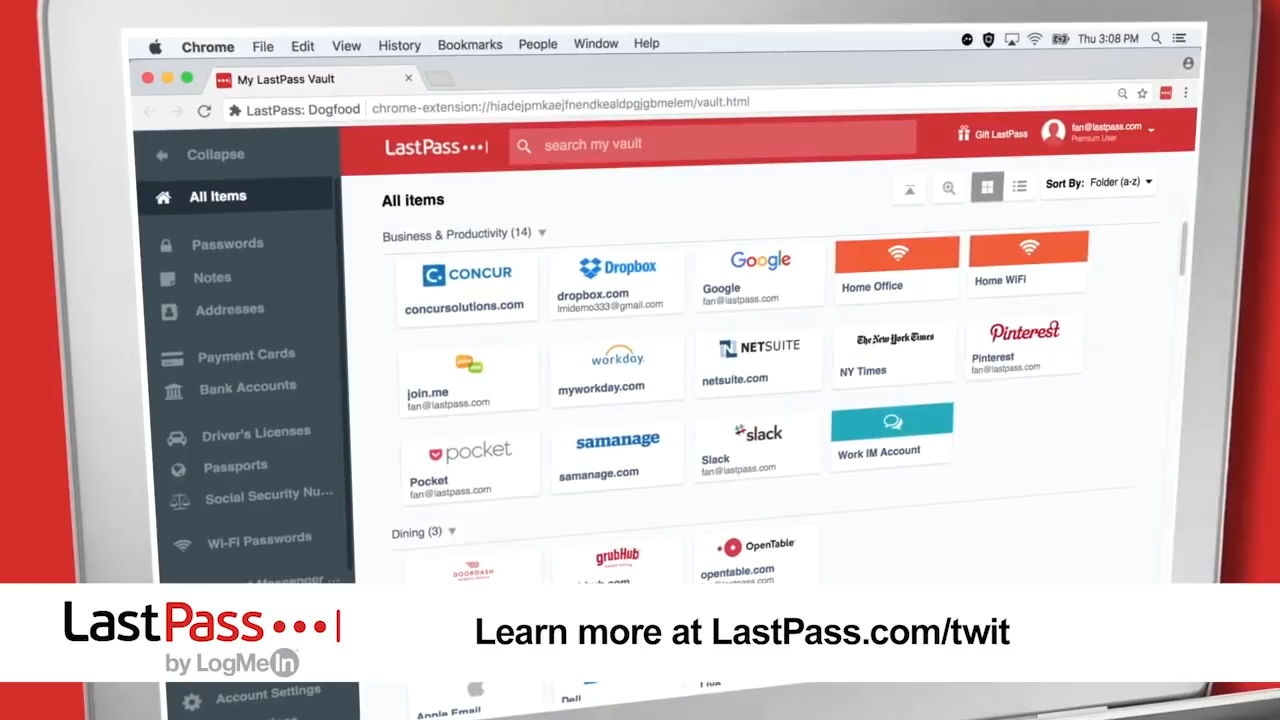 Chrome File Edit View History Bookmarks People Window Help Thu 3:08 PM
My LastPass Vault
LastPass: Dogfood chrome-extension://hiadejpmkaejfnendkealdpgjgbmelem/vault.html
Collapse
LastPass
search my vault
Gift LastPass
fan@lastpass.com
Premium User
All Items
Passwords
Notes
Addresses
Payment Cards
Bank Accounts
Driver's Licenses
Passports
Social Security Nu...
Wi-Fi Passwords
Account Settings
All items
Sort By: Folder (a-z)
Business & Productivity (14)
CONCUR
concursolutions.com
Dropbox
dropbox.com
lmidemo333@gmail.com
Google
Google
fan@lastpass.com
Home Office
Home WiFi
join.me
join.me
fan@lastpass.com
workday.
myworkday.com
NETSUITE
netsuite.com
The New York Times
NY Times
Pinterest
Pinterest
fan@lastpass.com
pocket
Pocket
fan@lastpass.com
samanage
samanage.com
slack
Slack
fan@lastpass.com
Work IM Account
Dining (3)
DOORDASH
grubHub
OpenTable
opentable.com
Apple Email
Dell
LastPass
by LogMeIn
Learn more at LastPass.com/twit